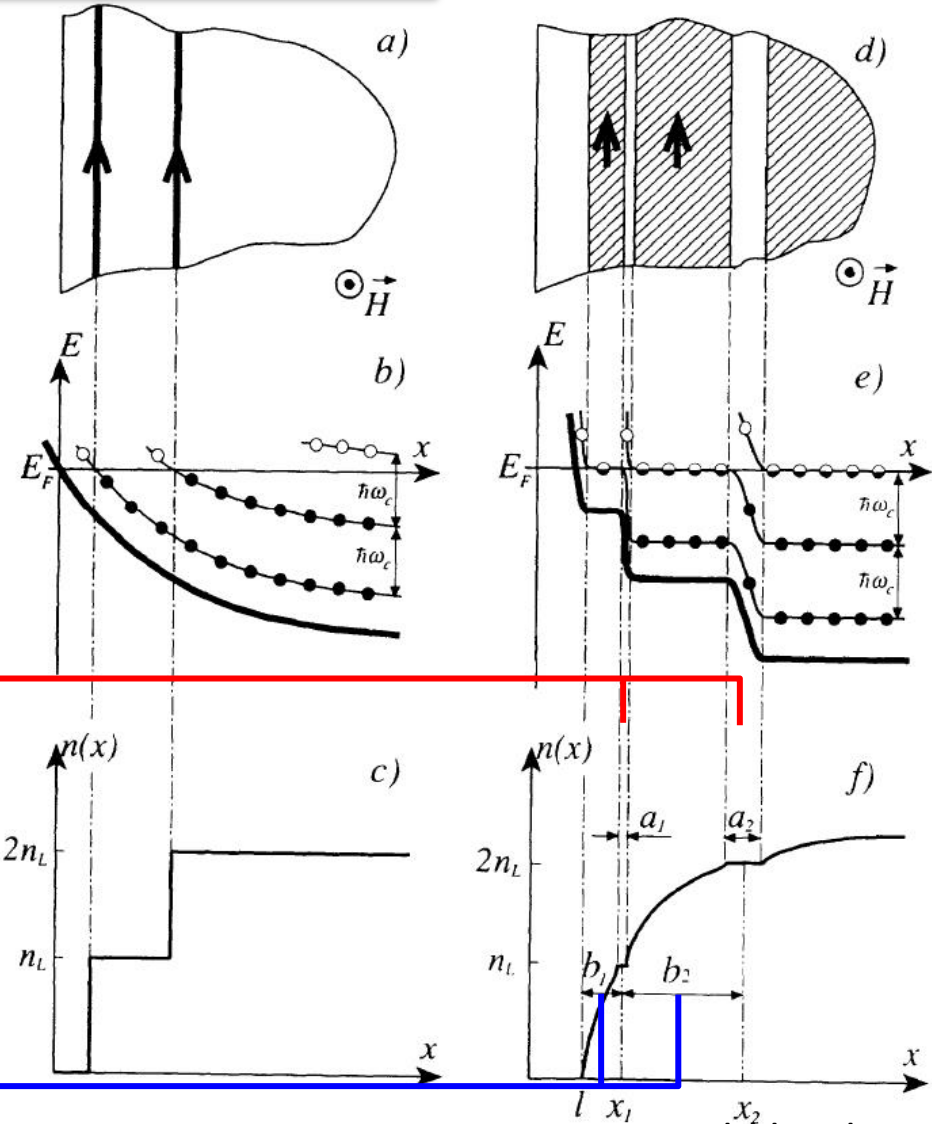 a)
H
d)
H
E
b)
x
E_F
ħω_c
ħω_c
E
e)
x
E_F
ħω_c
ħω_c
n(x)
c)
2n_L
n_L
x
n(x)
f)
a_1
a_2
2n_L
n_L
b_1
b_2
x
l
x_1
x_2